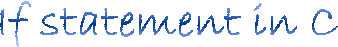 If statement in C